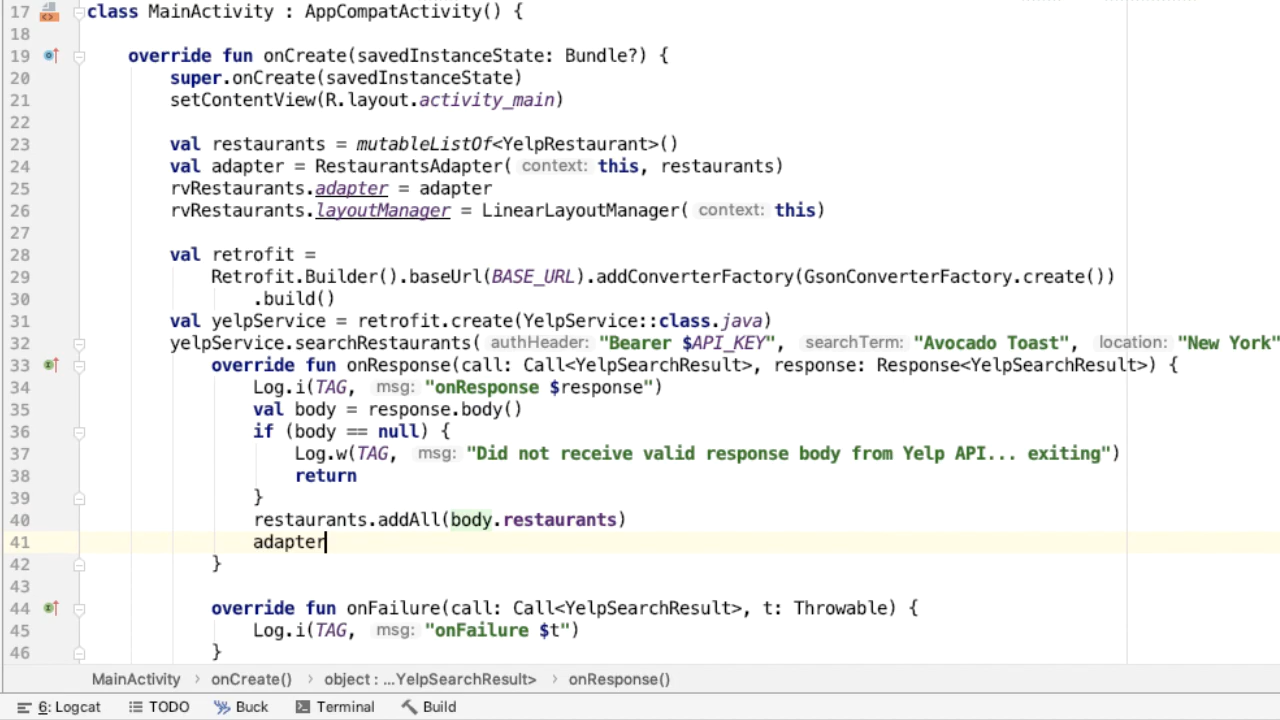 17 class MainActivity : AppCompatActivity() {
18
19 override fun onCreate(savedInstanceState: Bundle?) {
20 super.onCreate(savedInstanceState)
21 setContentView(R.layout.activity_main)
22
23 val restaurants = mutableListOf<YelpRestaurant>()
24 val adapter = RestaurantsAdapter( context: this, restaurants)
25 rvRestaurants.adapter = adapter
26 rvRestaurants.layoutManager = LinearLayoutManager( context: this)
27
28 val retrofit =
29 Retrofit.Builder().baseUrl(BASE_URL).addConverterFactory(GsonConverterFactory.create())
30 .build()
31 val yelpService = retrofit.create(YelpService::class.java)
32 yelpService.searchRestaurants( authHeader: "Bearer $API_KEY", searchTerm: "Avocado Toast", location: "New York"
33 override fun onResponse(call: Call<YelpSearchResult>, response: Response<YelpSearchResult>) {
34 Log.i(TAG, msg: "onResponse $response")
35 val body = response.body()
36 if (body == null) {
37 Log.w(TAG, msg: "Did not receive valid response body from Yelp API... exiting")
38 return
39 }
40 restaurants.addAll(body.restaurants)
41 adapter
42 }
43
44 override fun onFailure(call: Call<YelpSearchResult>, t: Throwable) {
45 Log.i(TAG, msg: "onFailure $t")
46 }
MainActivity › onCreate() › object : ...YelpSearchResult> › onResponse()
6: Logcat TODO Buck Terminal Build